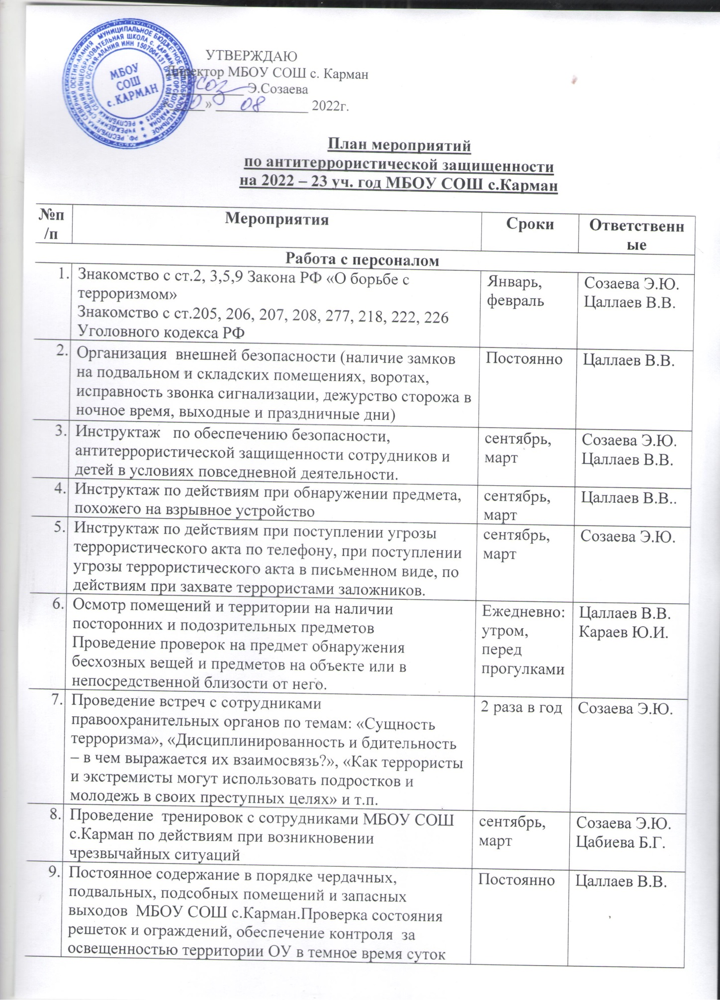 МБОУ
СОШ
с.КАРМАН
УТВЕРЖДАЮ
Директор МБОУ СОШ с. Карман
Э.Созаева
» 08 2022г.
План мероприятий
по антитеррористической защищенности
на 2022 – 23 уч. год МБОУ СОШ с.Карман
№п
/п
Мероприятия
Сроки
Ответственн
ые
Работа с персоналом
1.
Знакомство с ст.2, 3,5,9 Закона РФ «О борьбе с
терроризмом»
Знакомство с ст.205, 206, 207, 208, 277, 218, 222, 226
Уголовного кодекса РФ
Январь,
февраль
Созаева Э.Ю.
Цаллаев В.В.
2.
Организация внешней безопасности (наличие замков
на подвальном и складских помещениях, воротах,
исправность звонка сигнализации, дежурство сторожа в
ночное время, выходные и праздничные дни)
Постоянно
Цаллаев В.В.
3.
Инструктаж по обеспечению безопасности,
антитеррористической защищенности сотрудников и
детей в условиях повседневной деятельности.
сентябрь,
март
Созаева Э.Ю.
Цаллаев В.В.
4.
Инструктаж по действиям при обнаружении предмета,
похожего на взрывное устройство
сентябрь,
март
Цаллаев В.В..
5.
Инструктаж по действиям при поступлении угрозы
террористического акта по телефону, при поступлении
угрозы террористического акта в письменном виде, по
действиям при захвате террористами заложников.
сентябрь,
март
Созаева Э.Ю.
6.
Осмотр помещений и территории на наличии
посторонних и подозрительных предметов
Проведение проверок на предмет обнаружения
бесхозных вещей и предметов на объекте или в
непосредственной близости от него.
Ежедневно:
утром,
перед
прогулками
Цаллаев В.В.
Караев Ю.И.
7.
Проведение встреч с сотрудниками
правоохранительных органов по темам: «Сущность
терроризма», «Дисциплинированность и бдительность
– в чем выражается их взаимосвязь?», «Как террористы
и экстремисты могут использовать подростков и
молодежь в своих преступных целях» и т.п.
2 раза в год
Созаева Э.Ю.
8.
Проведение тренировок с сотрудниками МБОУ СОШ
с.Карман по действиям при возникновении
чрезвычайных ситуаций
сентябрь,
март
Созаева Э.Ю.
Цабиева Б.Г.
9.
Постоянное содержание в порядке чердачных,
подвальных, подсобных помещений и запасных
выходов МБОУ СОШ с.Карман.Проверка состояния
решеток и ограждений, обеспечение контроля за
освещенностью территории ОУ в темное время суток
Постоянно
Цаллаев В.В.